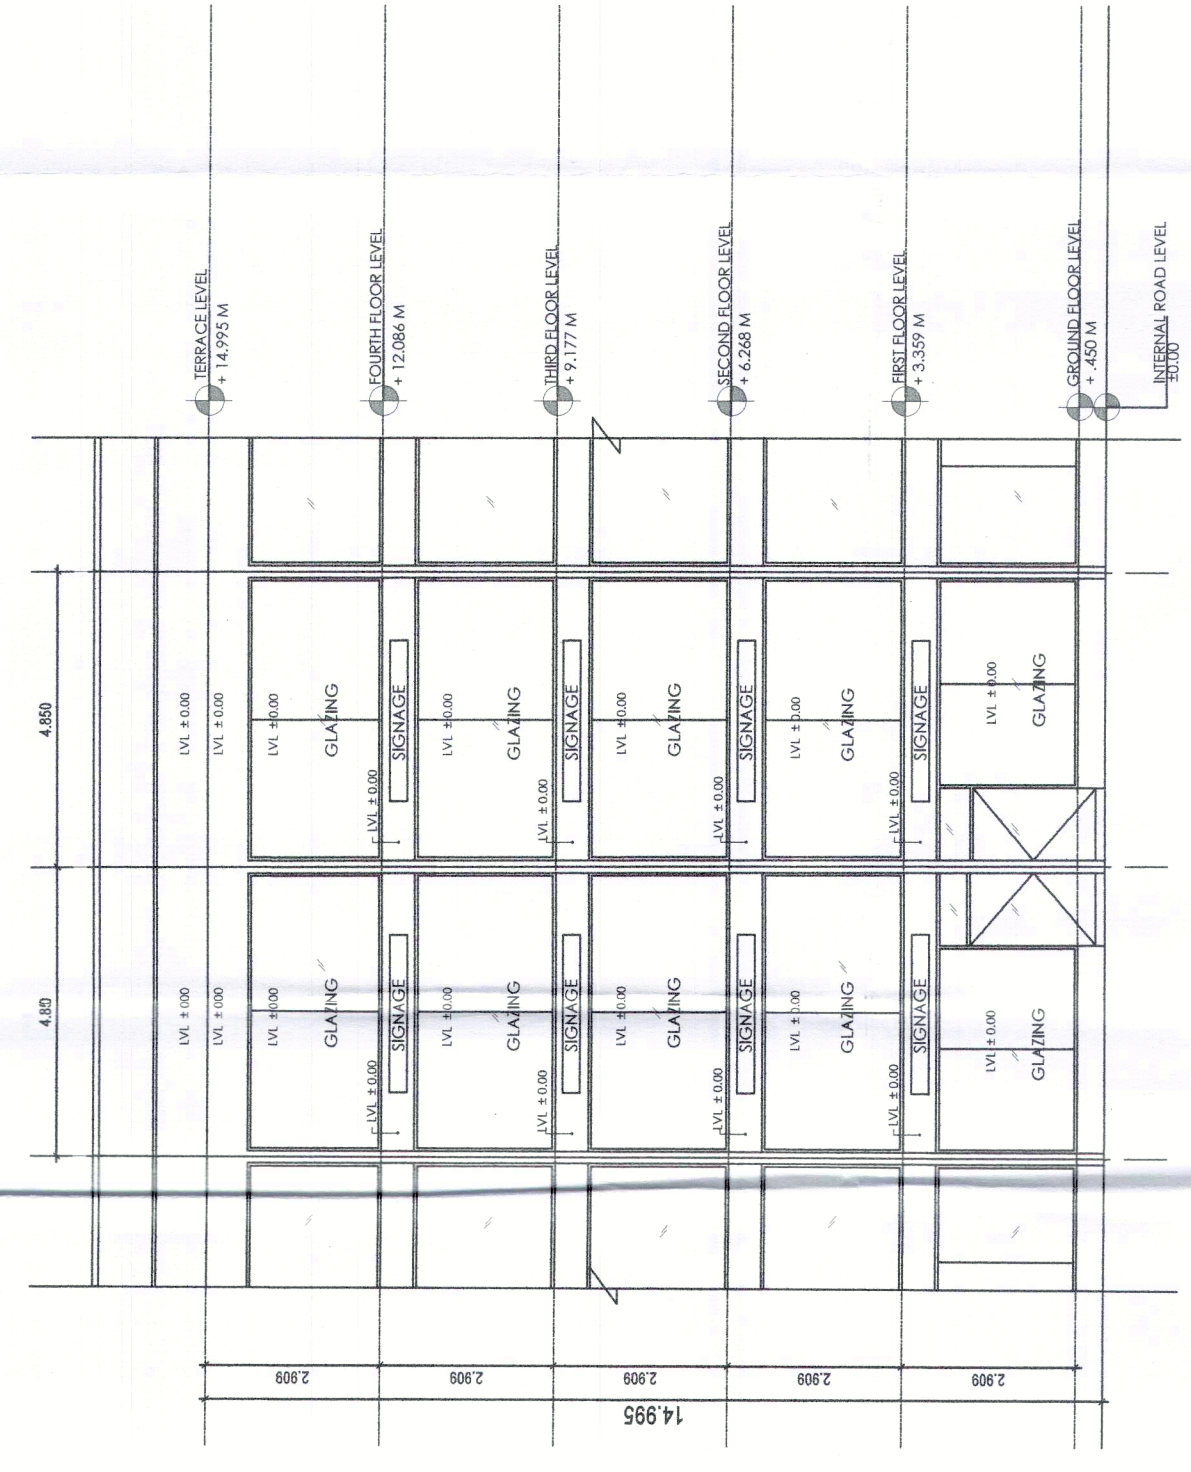 TERRACE LEVEL
+ 14.995 M
FOURTH FLOOR LEVEL
+ 12.086 M
THIRD FLOOR LEVEL
+ 9.177 M
SECOND FLOOR LEVEL
+ 6.268 M
FIRST FLOOR LEVEL
+ 3.359 M
GROUND FLOOR LEVEL
+ .450 M
INTERNAL ROAD LEVEL
±0.00
4.850
LVL ± 0.00
LVL ± 0.00
LVL ±0.00
GLAZING
LVL ± 0.00
SIGNAGE
LVL ±0.00
GLAZING
LVL ± 0.00
SIGNAGE
LVL ±0.00
GLAZING
LVL ± 0.00
SIGNAGE
LVL ±0.00
GLAZING
LVL ± 0.00
SIGNAGE
LVL ±0.00
GLAZING
LVL ± 000
LVL ± 000
LVL ±000
GLAZING
LVL ± 0.00
SIGNAGE
LVL ±0.00
GLAZING
LVL ± 0.00
SIGNAGE
LVL ±0.00
GLAZING
LVL ± 0.00
SIGNAGE
LVL ±0.00
GLAZING
LVL ± 0.00
SIGNAGE
LVL ±0.00
GLAZING
2.909
2.909
2.909
2.909
2.909
14.995